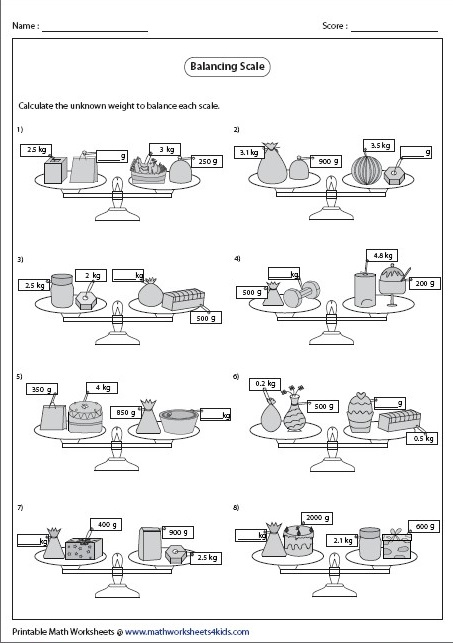 Name : Score :
Balancing Scale
Calculate the unknown weight to balance each scale.
1)
2.5 kg
g
3 kg
250 g
2)
3.1 kg
900 g
3.5 kg
g
3)
2.5 kg
2 kg
kg
500 g
4)
500 g
kg
4.8 kg
200 g
5)
350 g
4 kg
850 g
kg
6)
0.2 kg
500 g
g
0.5 kg
7)
kg
400 g
900 g
2.5 kg
8)
kg
2000 g
2.1 kg
600 g
Printable Math Worksheets @ www.mathworksheets4kids.com